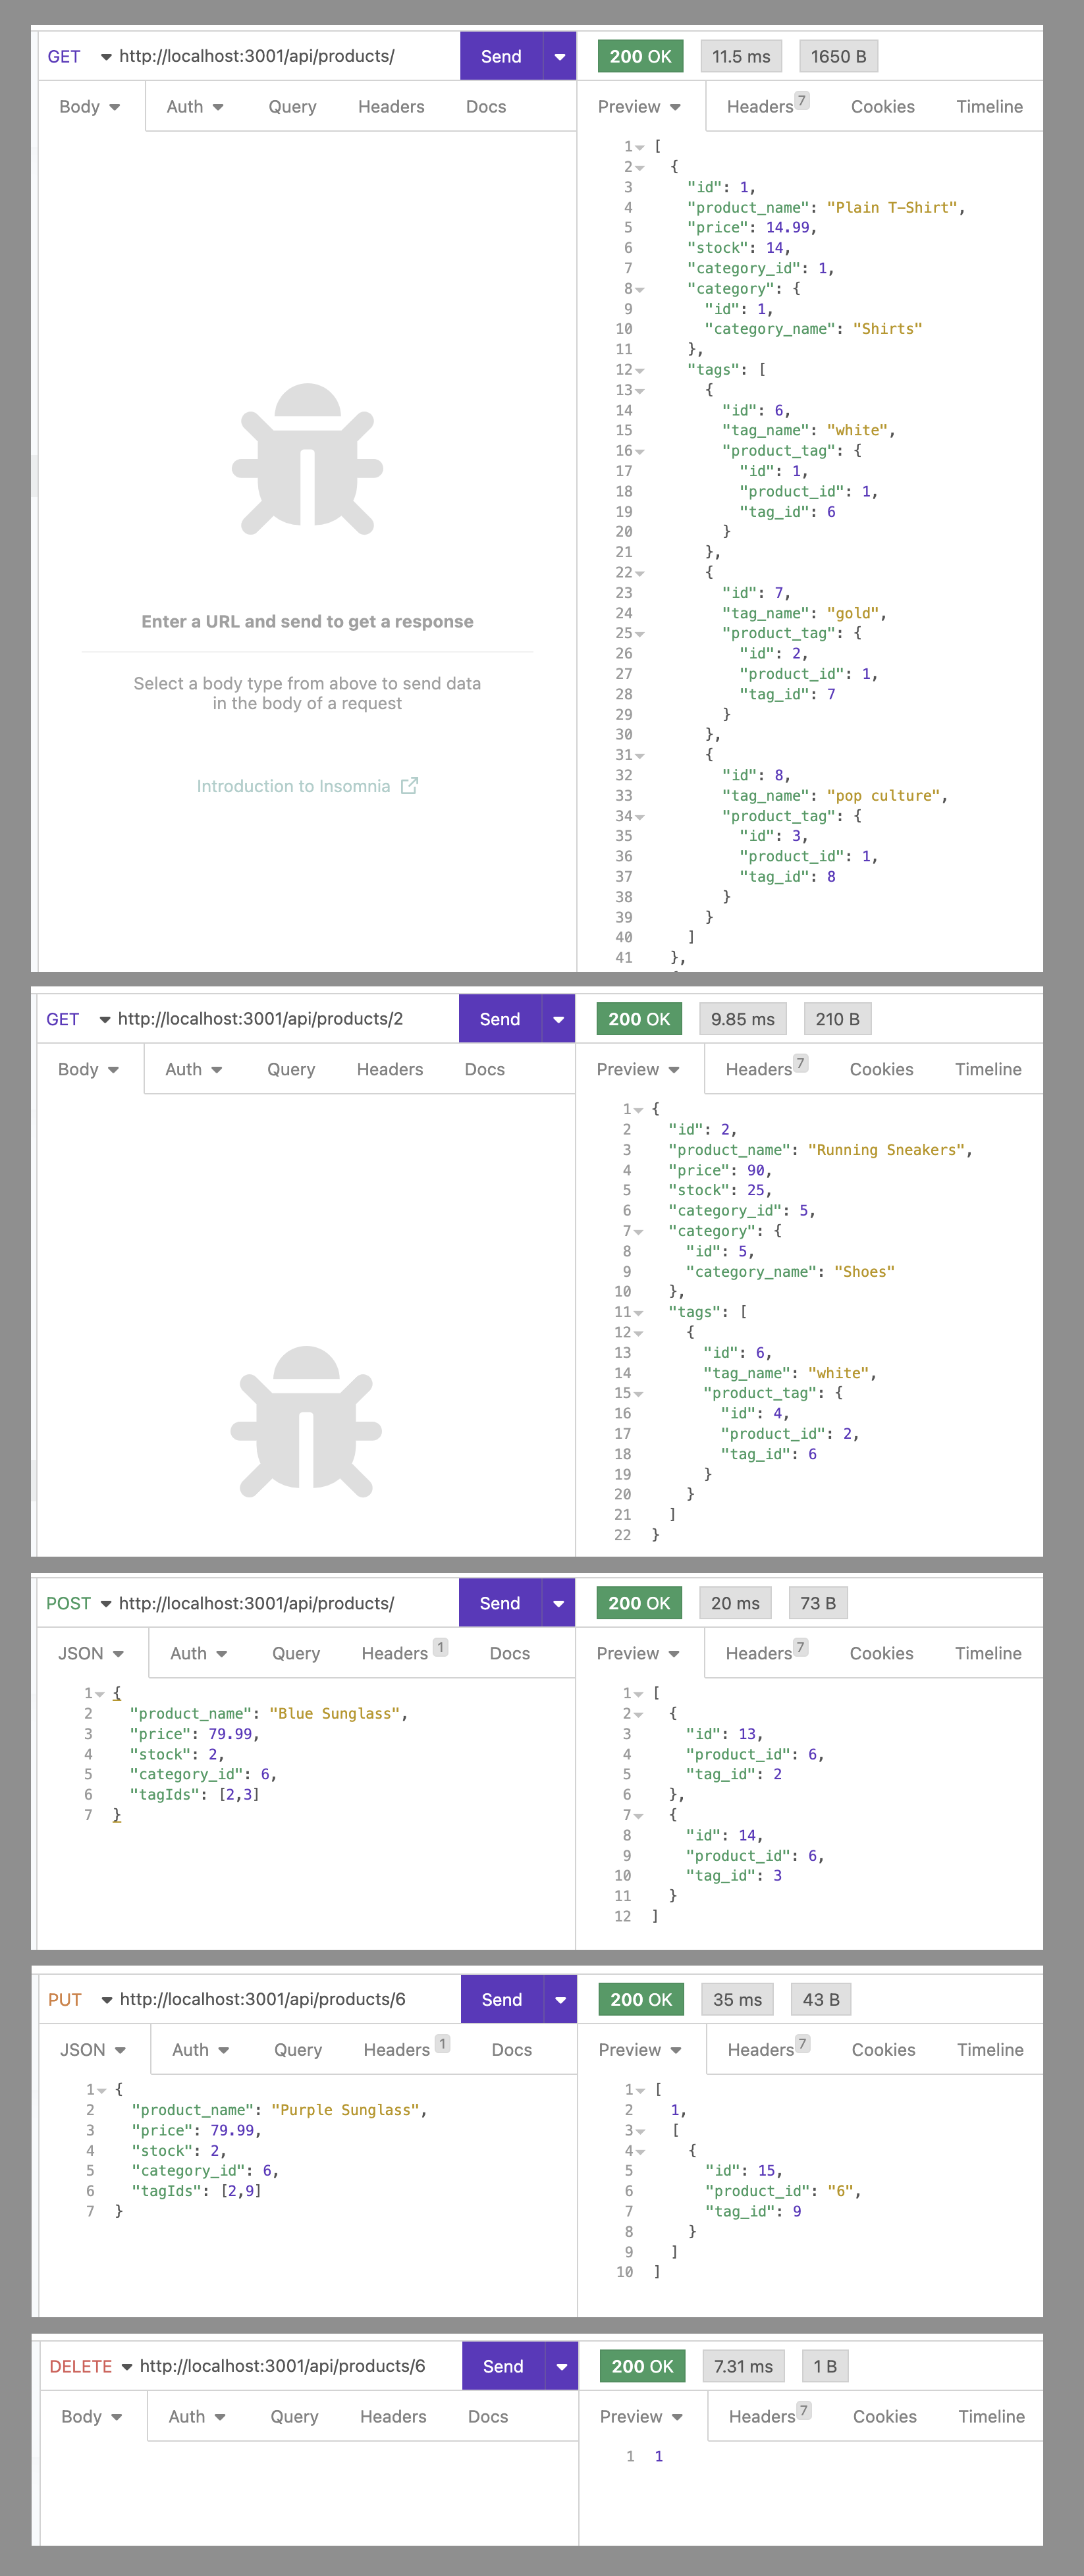 GET http://localhost:3001/api/products/ Send 200 OK 11.5 ms 1650 B
Body Auth Query Headers Docs Preview Headers 7 Cookies Timeline
1 [
2 {
3 "id": 1,
4 "product_name": "Plain T-Shirt",
5 "price": 14.99,
6 "stock": 14,
7 "category_id": 1,
8 "category": {
9 "id": 1,
10 "category_name": "Shirts"
11 },
12 "tags": [
13 {
14 "id": 6,
15 "tag_name": "white",
16 "product_tag": {
17 "id": 1,
18 "product_id": 1,
19 "tag_id": 6
20 }
21 },
22 {
23 "id": 7,
24 "tag_name": "gold",
25 "product_tag": {
26 "id": 2,
27 "product_id": 1,
28 "tag_id": 7
29 }
30 },
31 {
32 "id": 8,
33 "tag_name": "pop culture",
34 "product_tag": {
35 "id": 3,
36 "product_id": 1,
37 "tag_id": 8
38 }
39 }
40 ]
41 },
Enter a URL and send to get a response
Select a body type from above to send data
in the body of a request
Introduction to Insomnia
GET http://localhost:3001/api/products/2 Send 200 OK 9.85 ms 210 B
Body Auth Query Headers Docs Preview Headers 7 Cookies Timeline
1 {
2 "id": 2,
3 "product_name": "Running Sneakers",
4 "price": 90,
5 "stock": 25,
6 "category_id": 5,
7 "category": {
8 "id": 5,
9 "category_name": "Shoes"
10 },
11 "tags": [
12 {
13 "id": 6,
14 "tag_name": "white",
15 "product_tag": {
16 "id": 4,
17 "product_id": 2,
18 "tag_id": 6
19 }
20 }
21 ]
22 }
POST http://localhost:3001/api/products/ Send 200 OK 20 ms 73 B
JSON Auth Query Headers 1 Docs Preview Headers 7 Cookies Timeline
1 {
2 "product_name": "Blue Sunglass",
3 "price": 79.99,
4 "stock": 2,
5 "category_id": 6,
6 "tagIds": [2,3]
7 }
1 [
2 {
3 "id": 13,
4 "product_id": 6,
5 "tag_id": 2
6 },
7 {
8 "id": 14,
9 "product_id": 6,
10 "tag_id": 3
11 }
12 ]
PUT http://localhost:3001/api/products/6 Send 200 OK 35 ms 43 B
JSON Auth Query Headers 1 Docs Preview Headers 7 Cookies Timeline
1 {
2 "product_name": "Purple Sunglass",
3 "price": 79.99,
4 "stock": 2,
5 "category_id": 6,
6 "tagIds": [2,9]
7 }
1 [
2 1,
3 [
4 {
5 "id": 15,
6 "product_id": "6",
7 "tag_id": 9
8 }
9 ]
10 ]
DELETE http://localhost:3001/api/products/6 Send 200 OK 7.31 ms 1 B
Body Auth Query Headers Docs Preview Headers 7 Cookies Timeline
1 1